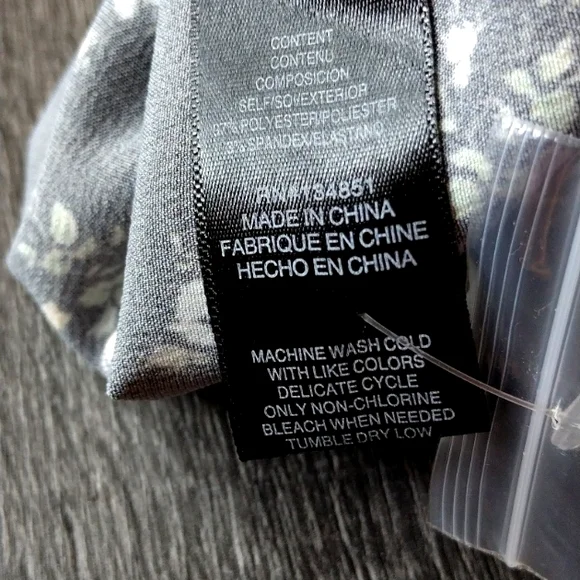 CONTENT
CONTENU
COMPOSICION
SELF/SOI/EXTERIOR
POLYESTER/POLIESTER
SPANDEX/ELASTANO
134851
MADE IN CHINA
FABRIQUE EN CHINE
HECHO EN CHINA
MACHINE WASH COLD
WITH LIKE COLORS
DELICATE CYCLE
ONLY NON-CHLORINE
BLEACH WHEN NEEDED
TUMBLE DRY LOW